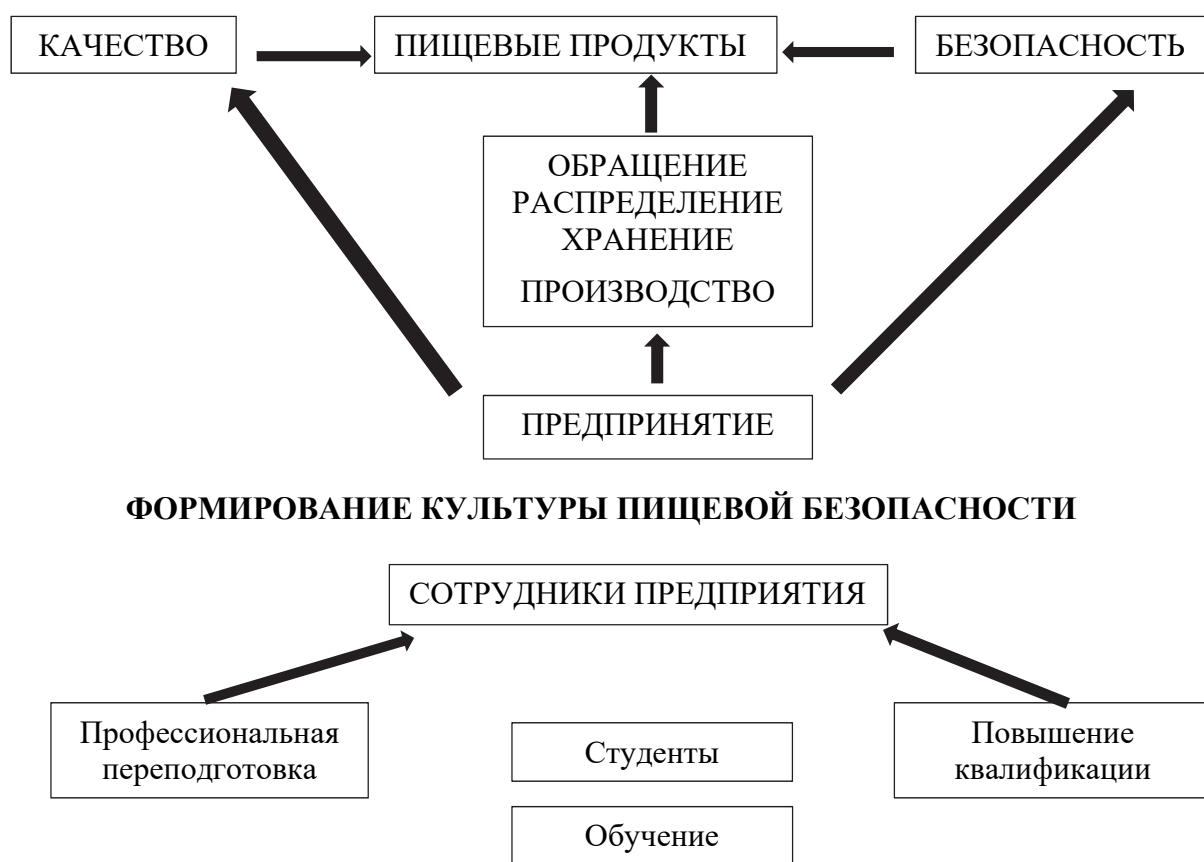 КАЧЕСТВО
ПИЩЕВЫЕ ПРОДУКТЫ
БЕЗОПАСНОСТЬ
ОБРАЩЕНИЕ
РАСПРЕДЕЛЕНИЕ
ХРАНЕНИЕ
ПРОИЗВОДСТВО
ПРЕДПРИНЯТИЕ
ФОРМИРОВАНИЕ КУЛЬТУРЫ ПИЩЕВОЙ БЕЗОПАСНОСТИ
СОТРУДНИКИ ПРЕДПРИЯТИЯ
Профессиональная
переподготовка
Студенты
Повышение
квалификации
Обучение